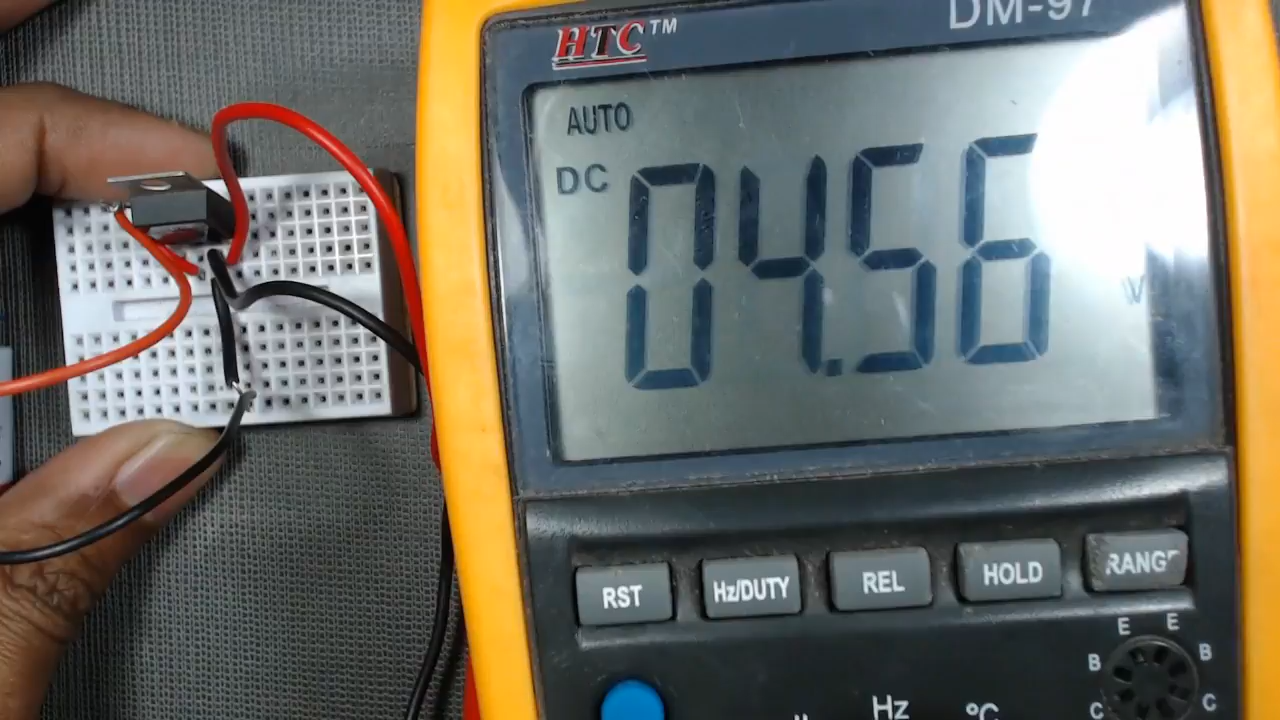 HTC™
DM-97
AUTO
DC
04.56
V
RST
Hz/DUTY
REL
HOLD
RANGE
E E
B B
C C
Hz
°C